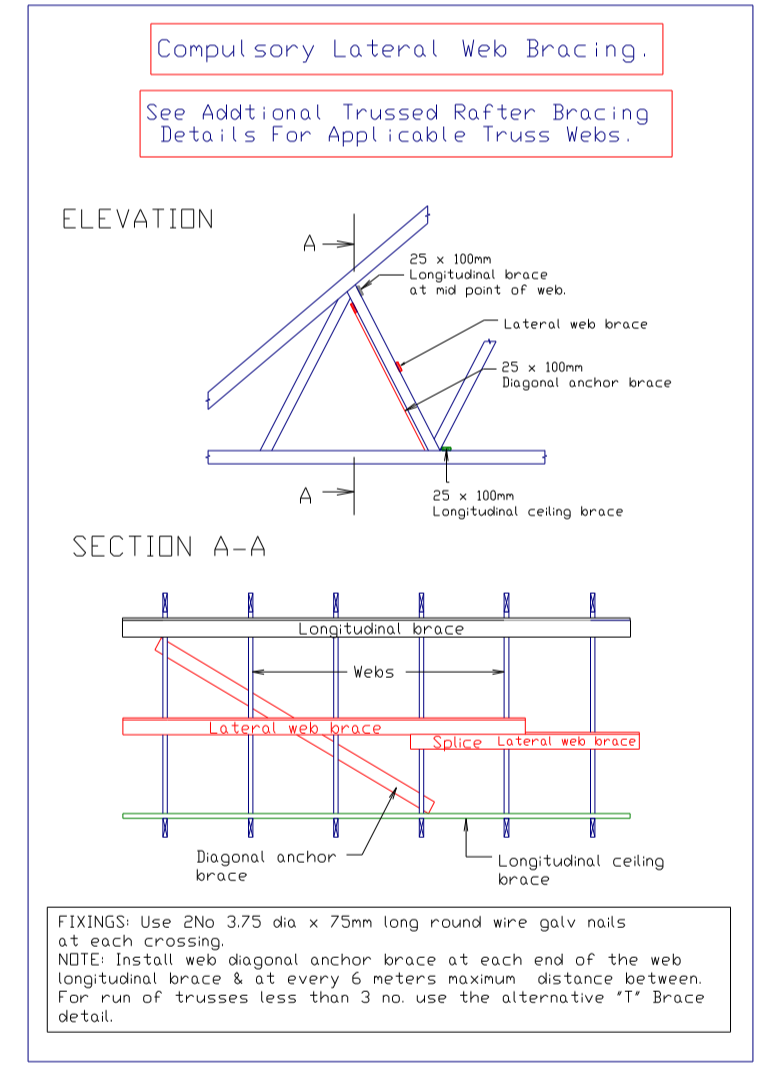 Compulsory Lateral Web Bracing.
See Addtional Trussed Rafter Bracing
Details For Applicable Truss Webs.
ELEVATION
A
25 x 100mm
Longitudinal brace
at mid point of web.
Lateral web brace
25 x 100mm
Diagonal anchor brace
A
25 x 100mm
Longitudinal ceiling brace
SECTION A-A
Longitudinal brace
Webs
Lateral web brace
Splice Lateral web brace
Diagonal anchor
brace
Longitudinal ceiling
brace
FIXINGS: Use 2No 3.75 dia x 75mm long round wire galv nails
at each crossing.
NOTE: Install web diagonal anchor brace at each end of the web
longitudinal brace & at every 6 meters maximum distance between.
For run of trusses less than 3 no. use the alternative "T" Brace
detail.